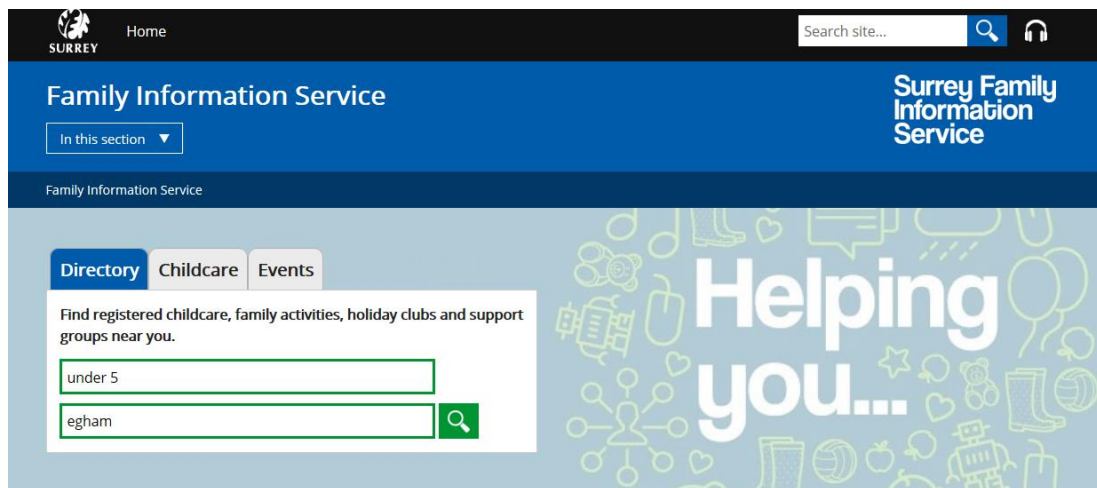 SURREY
Home
Search site...
Family Information Service
Surrey Family
Information
Service
In this section ▼
Family Information Service
Directory
Childcare
Events
Find registered childcare, family activities, holiday clubs and support
groups near you.
under 5
egham
Helping
you...